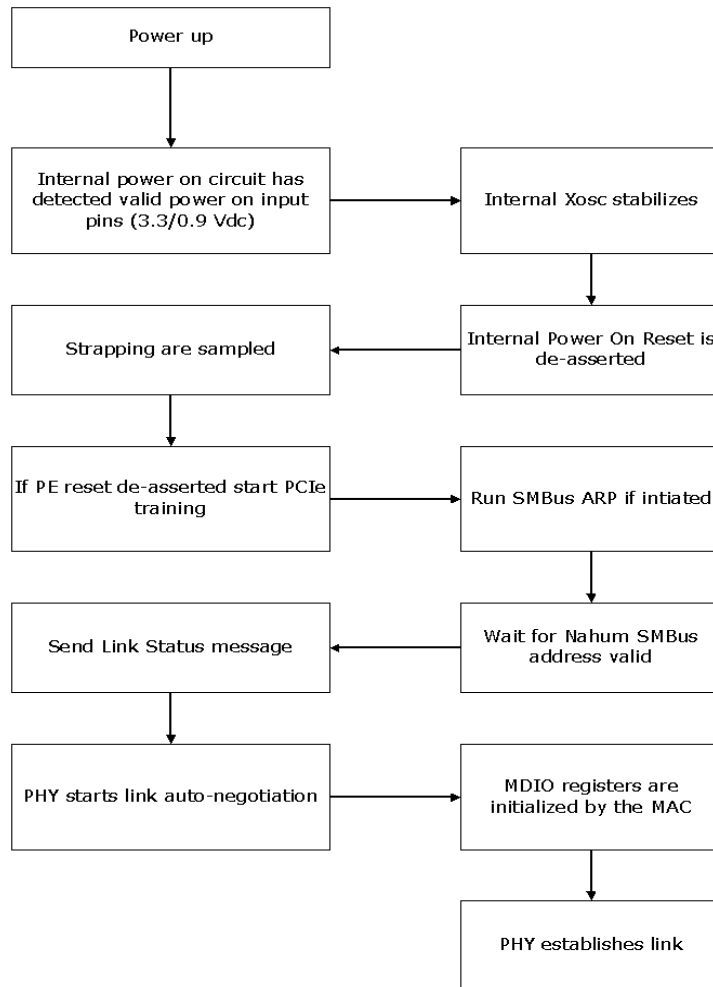 Power up
Internal power on circuit has
detected valid power on input
pins (3.3/0.9 Vdc)
Internal Xosc stabilizes
Internal Power On Reset is
de-asserted
Strapping are sampled
If PE reset de-asserted start PCIe
training
Run SMBus ARP if intiated
Wait for Nahum SMBus
address valid
Send Link Status message
PHY starts link auto-negotiation
MDIO registers are
initialized by the MAC
PHY establishes link